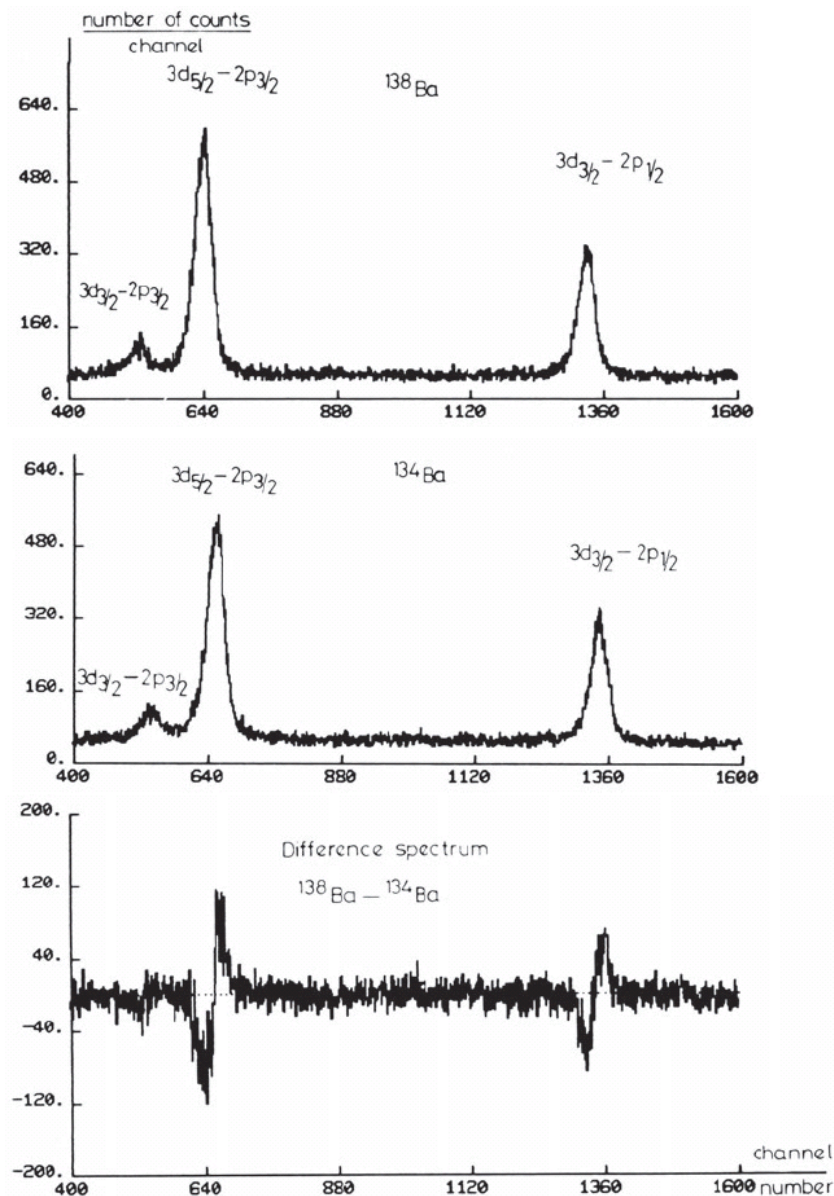 number of counts
channel
3d5/2 – 2p3/2
138Ba
640.
3d3/2 – 2p1/2
480.
320.
3d3/2–2p3/2
160.
0.
400 640 880 1120 1360 1600
640.
3d5/2 – 2p3/2
134Ba
480.
3d3/2 – 2p1/2
320.
3d3/2 – 2p3/2
160.
0.
400 640 880 1120 1360 1600
200.
Difference spectrum
120.
138Ba – 134Ba
40.
-40.
-120.
channel
-200.
400 640 880 1120 1360 1600 number